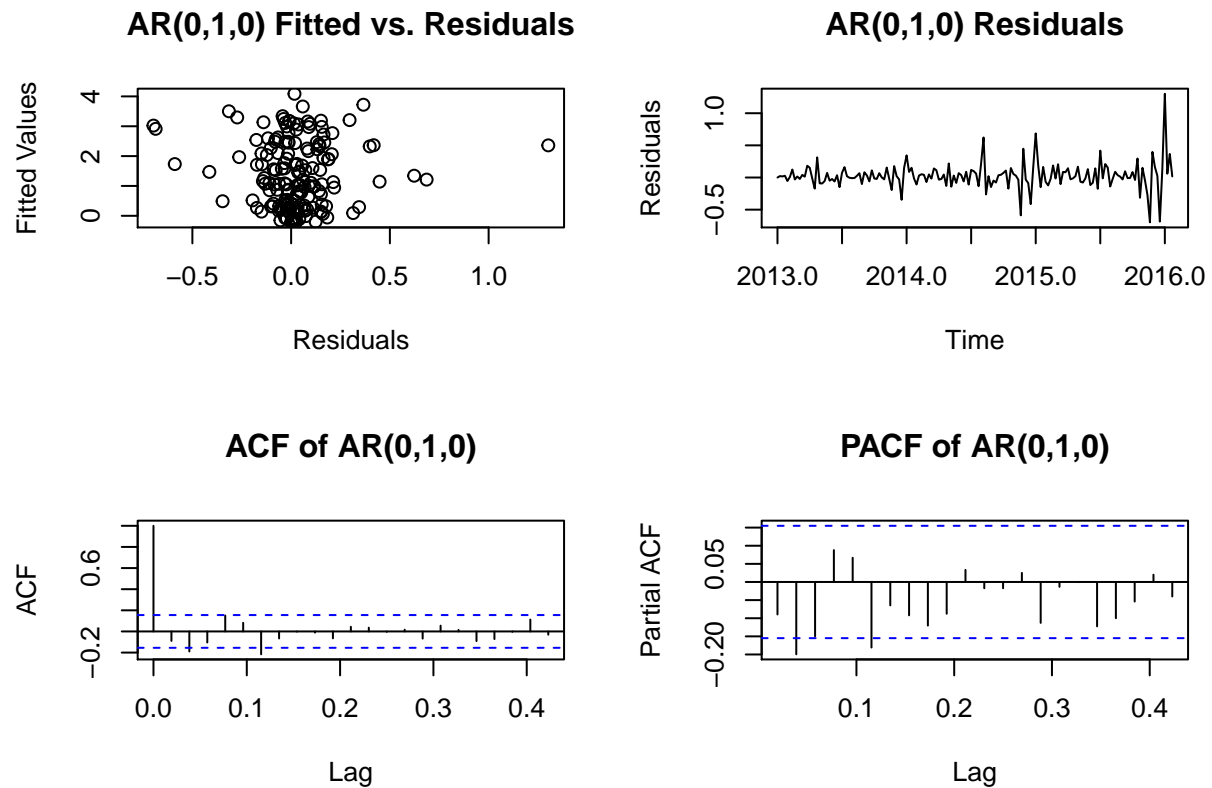 AR(0,1,0) Fitted vs. Residuals
Fitted Values
4
2
0
−0.5 0.0 0.5 1.0
Residuals
AR(0,1,0) Residuals
Residuals
1.0
−0.5
2013.0 2014.0 2015.0 2016.0
Time
ACF of AR(0,1,0)
ACF
0.6
−0.2
0.0 0.1 0.2 0.3 0.4
Lag
PACF of AR(0,1,0)
Partial ACF
0.05
−0.20
0.1 0.2 0.3 0.4
Lag